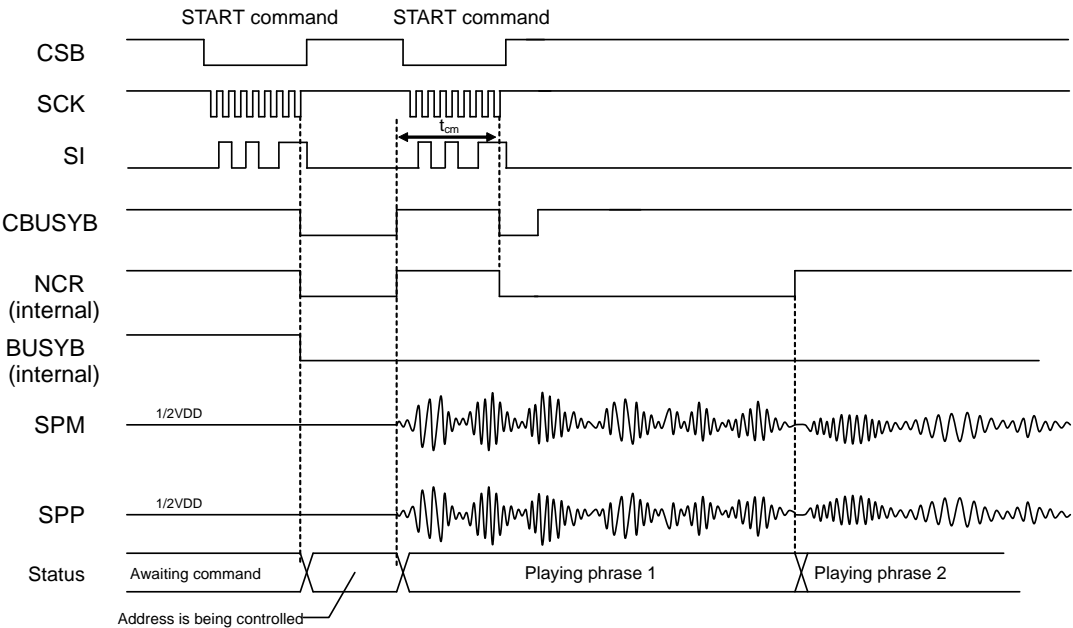 START command START command
CSB
SCK
t_cm
SI
CBUSYB
NCR
(internal)
BUSYB
(internal)
1/2VDD
SPM
1/2VDD
SPP
Status Awaiting command Playing phrase 1 Playing phrase 2
Address is being controlled